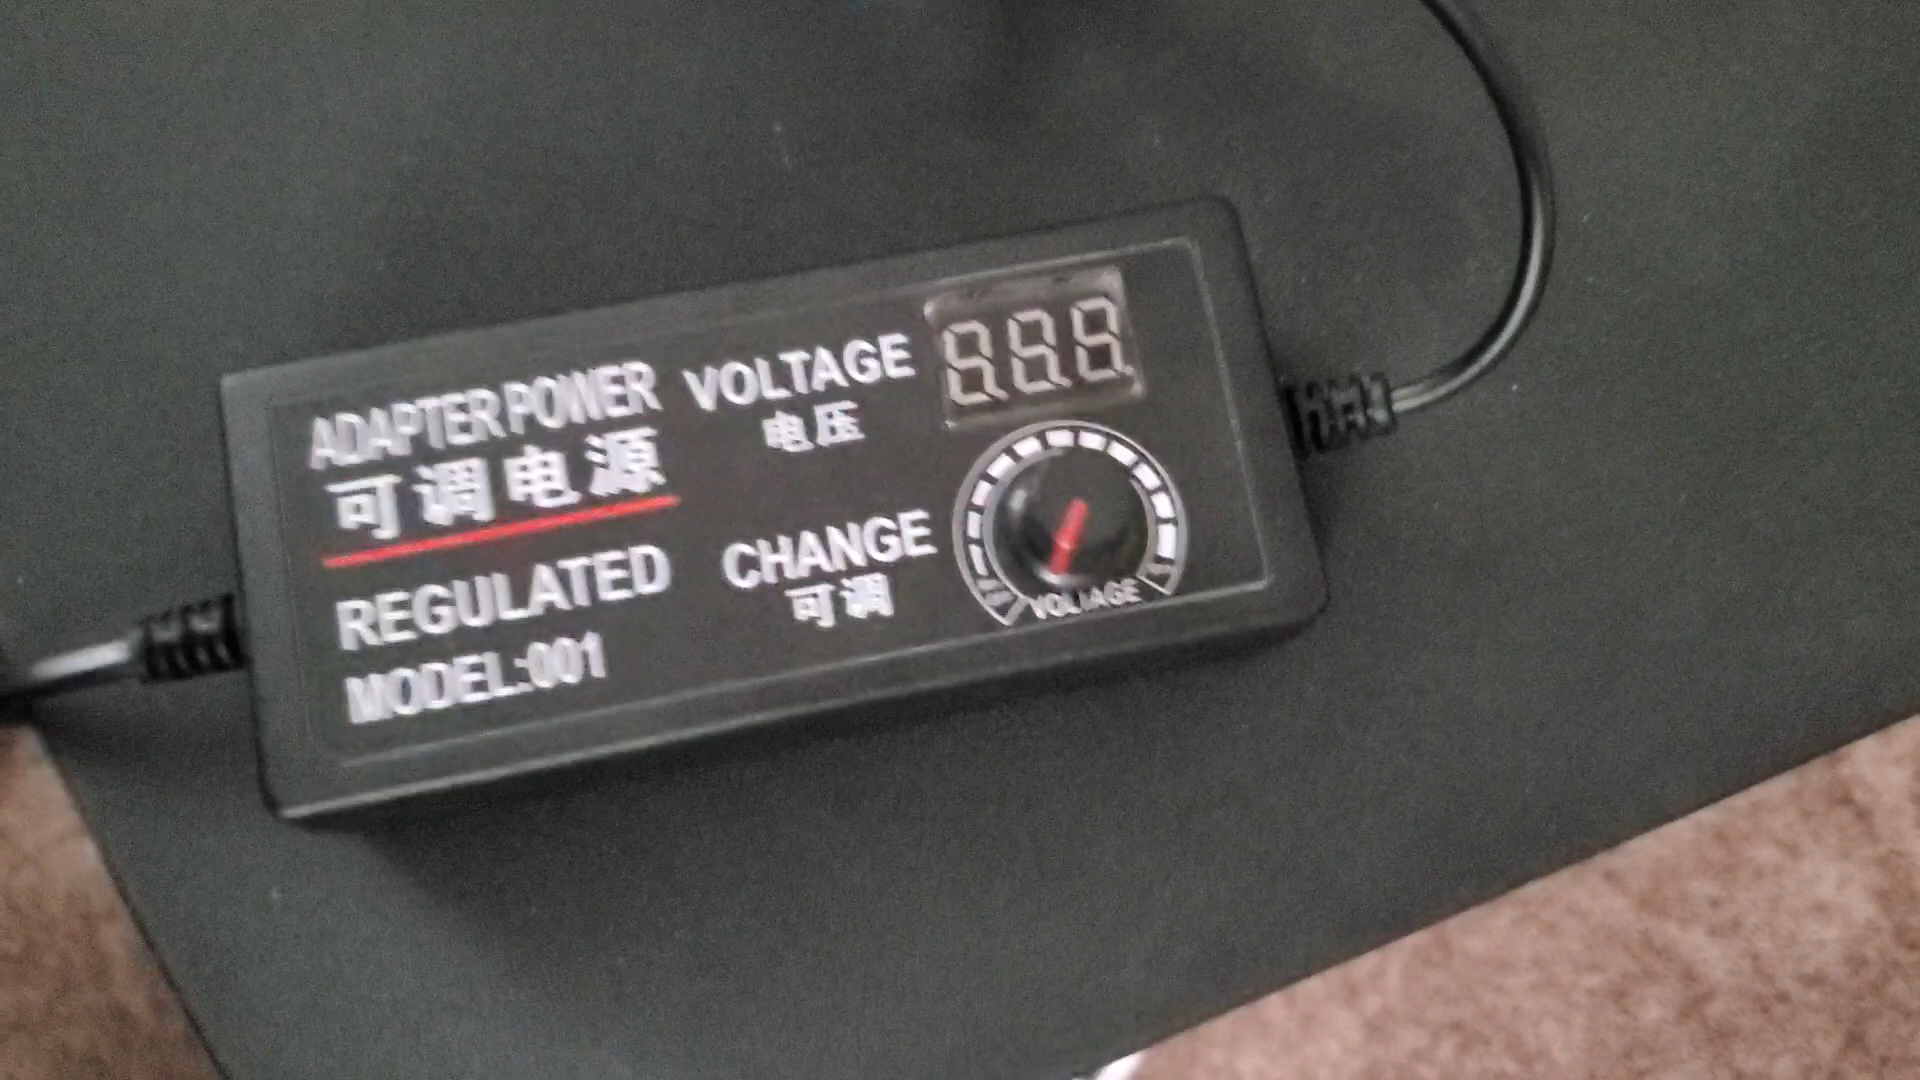 ADAPTER POWER
可调电源
REGULATED
MODEL:001
VOLTAGE
电压
CHANGE
可调
VOLTAGE